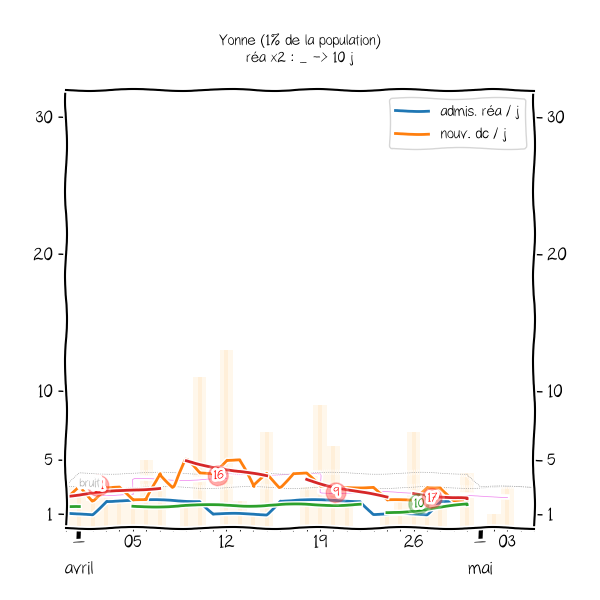 Yonne (1% de la population)
réa x2 : _ -> 10 j
admis. réa / j
nouv. dc / j
30 30
20 20
10 10
5 5
1 1
bruit
16
9
10 17
05 12 19 26 03
avril mai